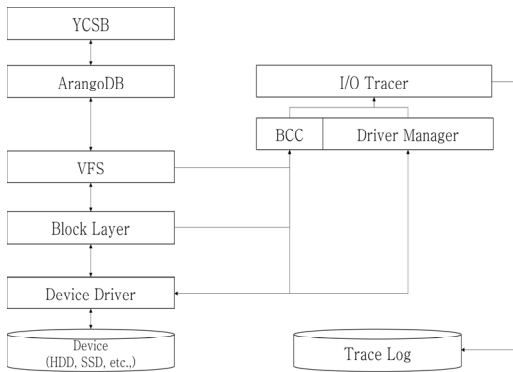 YCSB
ArangoDB
I/O Tracer
BCC
Driver Manager
VFS
Block Layer
Device Driver
Device
(HDD, SSD, etc.,)
Trace Log